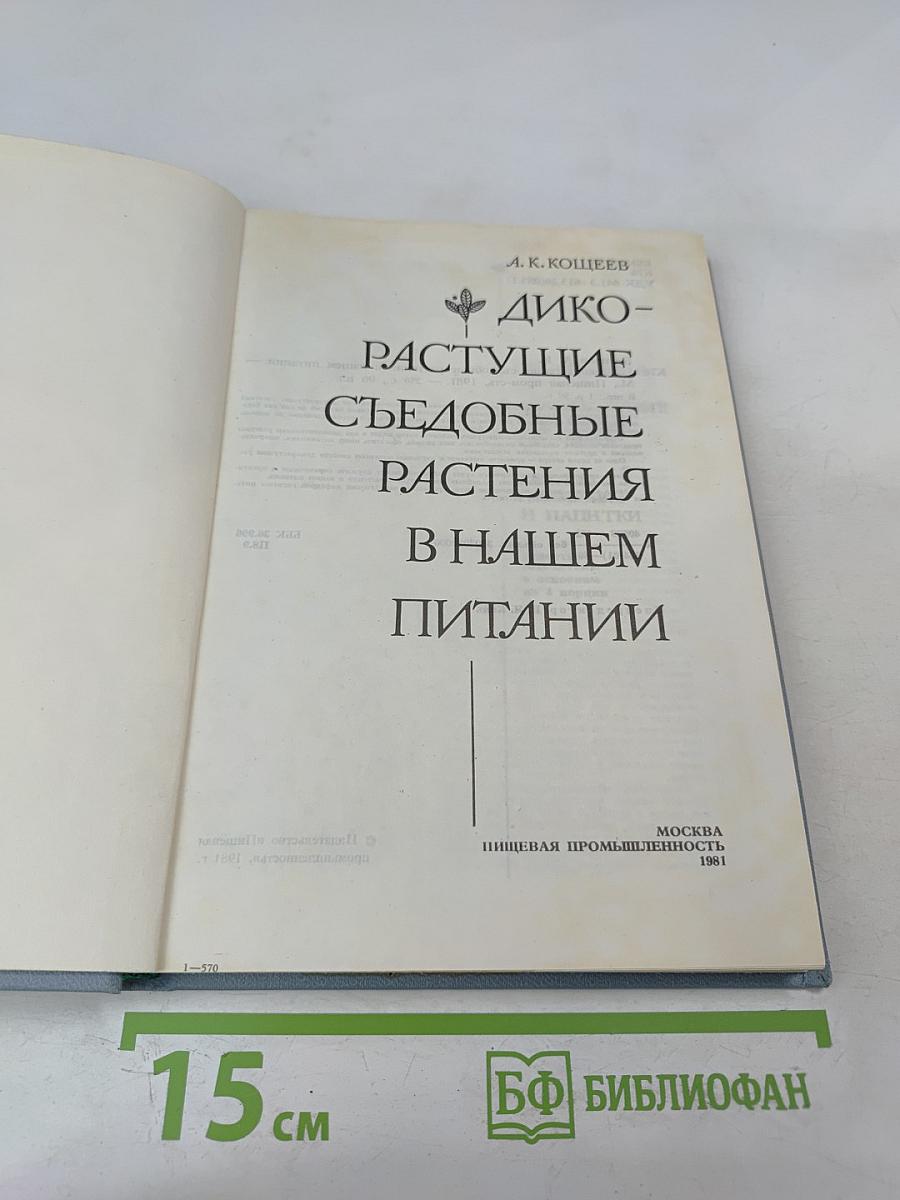 А. К. КОЩЕЕВ
ДИКО-
РАСТУЩИЕ
СЪЕДОБНЫЕ
РАСТЕНИЯ
В НАШЕМ
ПИТАНИИ
МОСКВА
ПИЩЕВАЯ ПРОМЫШЛЕННОСТЬ
1981
1—570
15 см
БФ БИБЛИОФАН